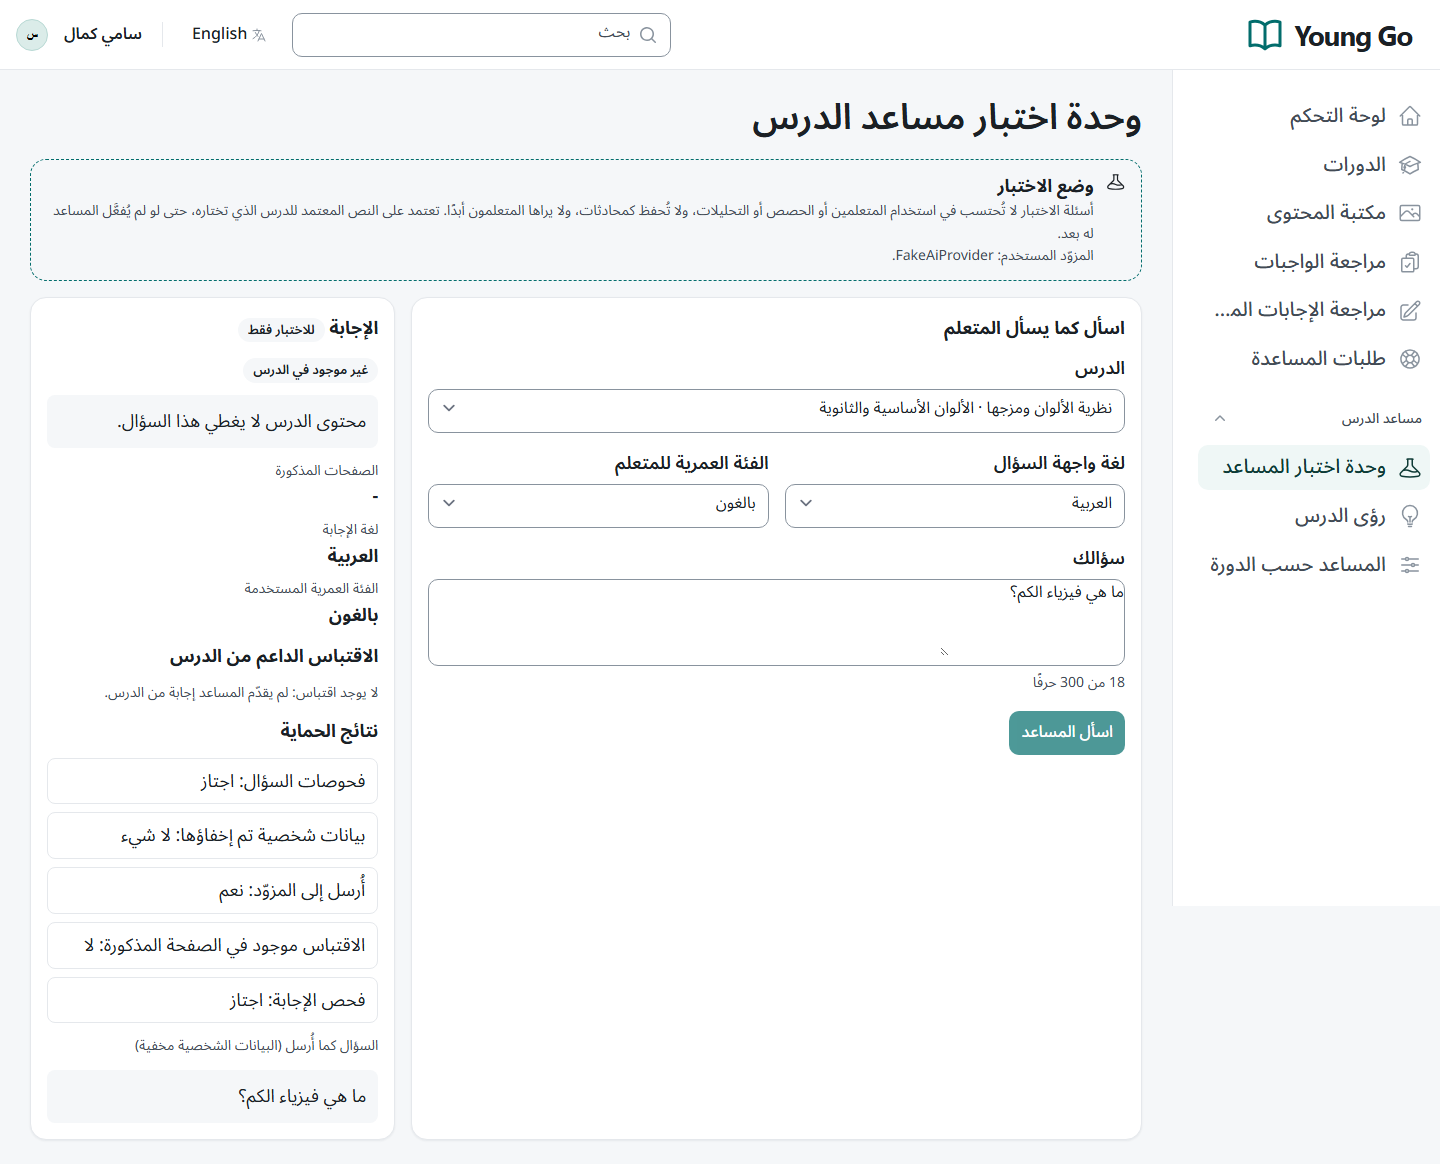 Young Go
بحث
English
سامي كمال
س
لوحة التحكم
الدورات
مكتبة المحتوى
مراجعة الواجبات
مراجعة الإجابات المـ...
طلبات المساعدة
مساعد الدرس
وحدة اختبار المساعد
رؤى الدرس
المساعد حسب الدورة
وحدة اختبار مساعد الدرس
وضع الاختبار
أسئلة الاختبار لا تُحتسب في استخدام المتعلمين أو الحصص أو التحليلات، ولا تُحفظ كمحادثات، ولا يراها المتعلمون أبدًا. تعتمد على النص المعتمد للدرس الذي تختاره، حتى لو لم يُفعَّل المساعد
له بعد.
المزوّد المستخدم: FakeAiProvider.
اسأل كما يسأل المتعلم
الدرس
نظرية الألوان ومزجها · الألوان الأساسية والثانوية
لغة واجهة السؤال
الفئة العمرية للمتعلم
العربية
بالغون
سؤالك
ما هي فيزياء الكم؟
18 من 300 حرفًا
اسأل المساعد
الإجابة
للاختبار فقط
غير موجود في الدرس
محتوى الدرس لا يغطي هذا السؤال.
الصفحات المذكورة
-
لغة الإجابة
العربية
الفئة العمرية المستخدمة
بالغون
الاقتباس الداعم من الدرس
لا يوجد اقتباس: لم يقدّم المساعد إجابة من الدرس.
نتائج الحماية
فحوصات السؤال: اجتاز
بيانات شخصية تم إخفاؤها: لا شيء
أُرسل إلى المزوّد: نعم
الاقتباس موجود في الصفحة المذكورة: لا
فحص الإجابة: اجتاز
السؤال كما أُرسل (البيانات الشخصية مخفية)
ما هي فيزياء الكم؟